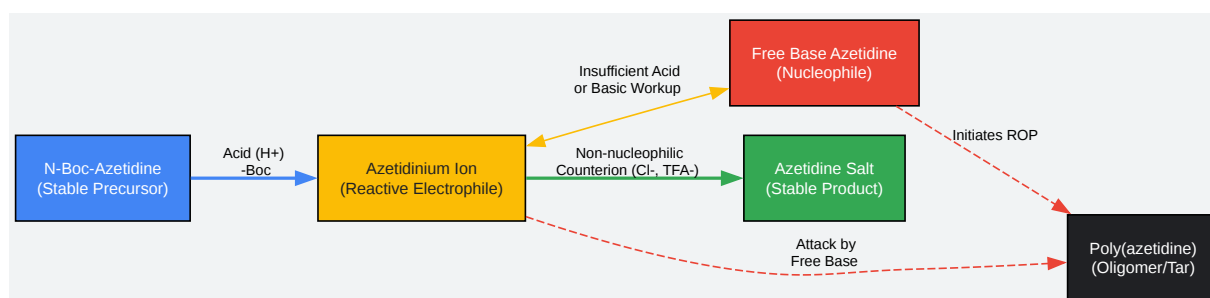 N-Boc-Azetidine
(Stable Precursor)
Acid (H+)
-Boc
Azetidinium Ion
(Reactive Electrophile)
Insufficient Acid
or Basic Workup
Free Base Azetidine
(Nucleophile)
Non-nucleophilic
Counterion (Cl-, TFA-)
Azetidine Salt
(Stable Product)
Initiates ROP
Attack by
Free Base
Poly(azetidine)
(Oligomer/Tar)